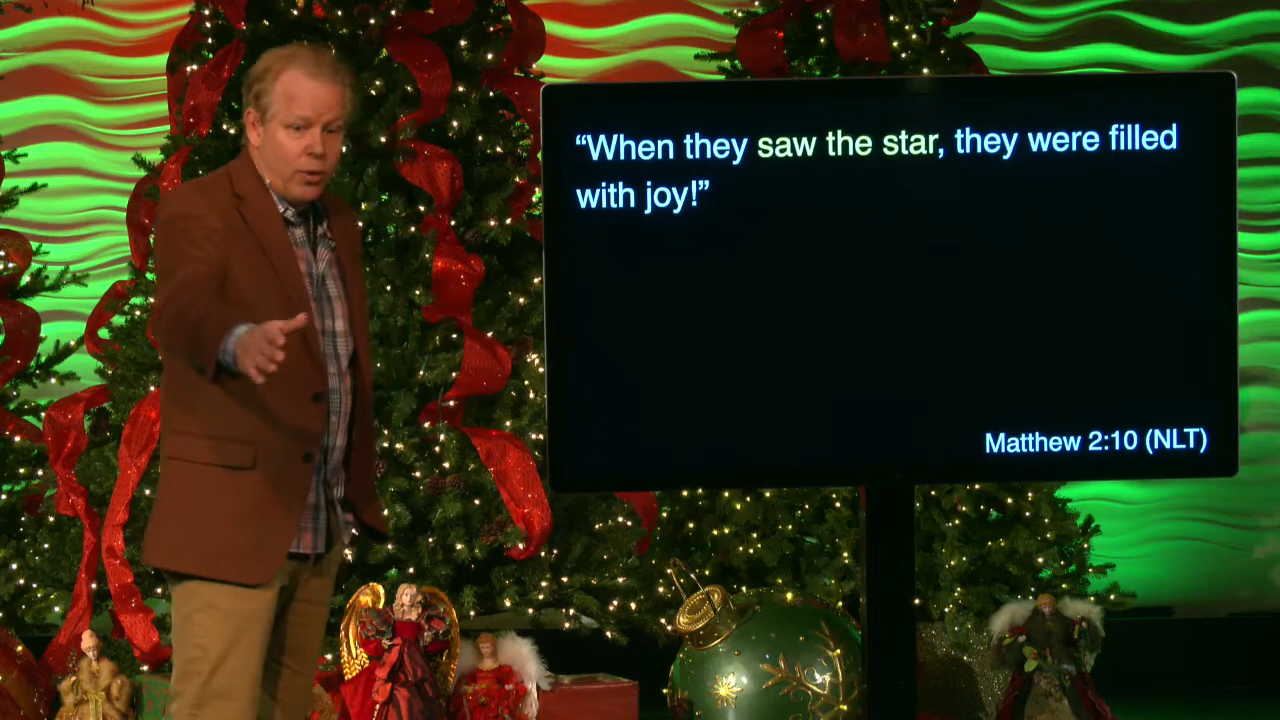 “When they saw the star, they were filled
with joy!”
Matthew 2:10 (NLT)